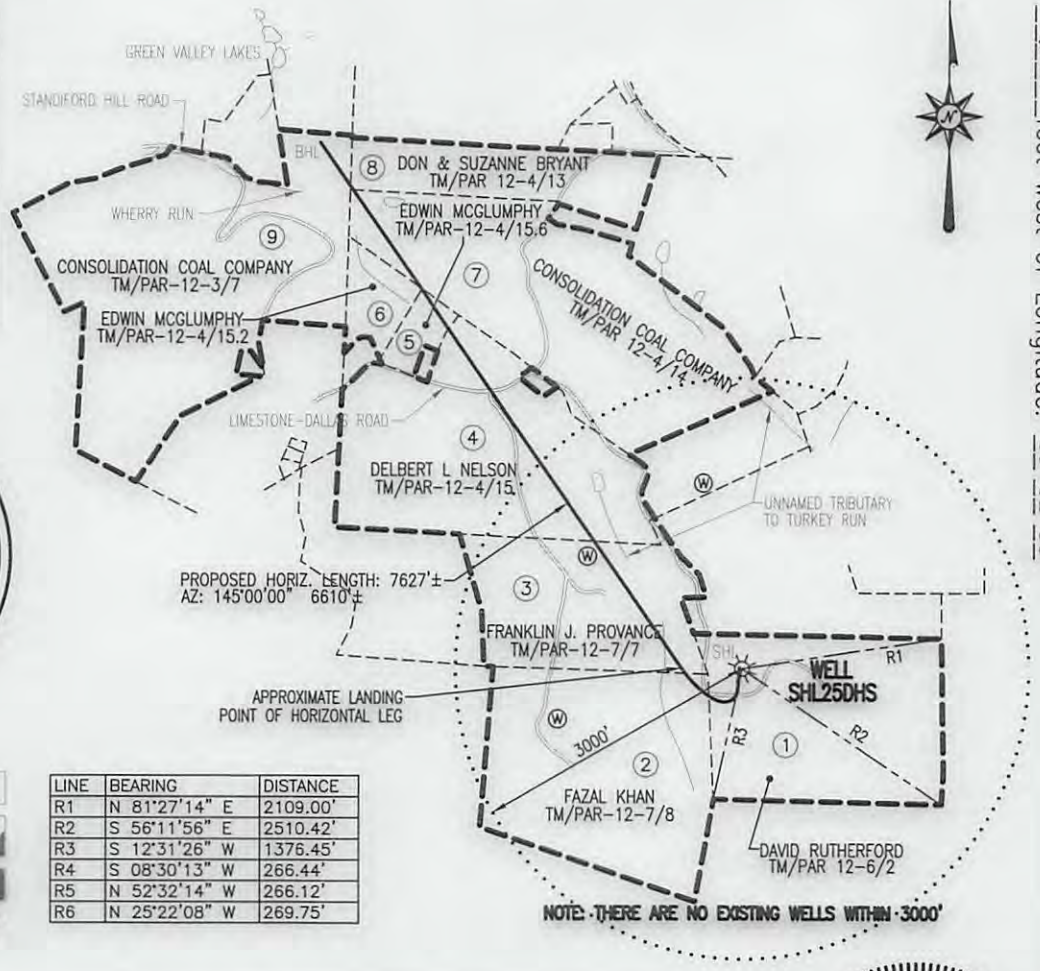 GREEN VALLEY LAKES
STANDIFORD HILL ROAD
BHL
⑧ DON & SUZANNE BRYANT
TM/PAR 12-4/13
WHERRY RUN
EDWIN MCGLUMPHY
TM/PAR-12-4/15.6
⑨
CONSOLIDATION COAL COMPANY
TM/PAR-12-3/7
⑦
CONSOLIDATION COAL COMPANY
TM/PAR 12-4/14
EDWIN MCGLUMPHY
TM/PAR-12-4/15.2
⑥
⑤
LIMESTONE-DALLAS ROAD
④
DELBERT L NELSON
TM/PAR-12-4/15
W
UNNAMED TRIBUTARY
TO TURKEY RUN
W
PROPOSED HORIZ. LENGTH: 7627'±
AZ: 145°00'00" 6610'±
③
FRANKLIN J. PROVANCE
TM/PAR-12-7/7
SHL
R1
WELL
SHL25DHS
APPROXIMATE LANDING
POINT OF HORIZONTAL LEG
W
3000'
R3
R2
①
②
FAZAL KHAN
TM/PAR-12-7/8
DAVID RUTHERFORD
TM/PAR 12-6/2
NOTE: THERE ARE NO EXISTING WELLS WITHIN 3000'
LINE BEARING DISTANCE
R1 N 81°27'14" E 2109.00'
R2 S 56°11'56" E 2510.42'
R3 S 12°31'26" W 1376.45'
R4 S 08°30'13" W 266.44'
R5 N 52°32'14" W 266.12'
R6 N 25°22'08" W 269.75'
N